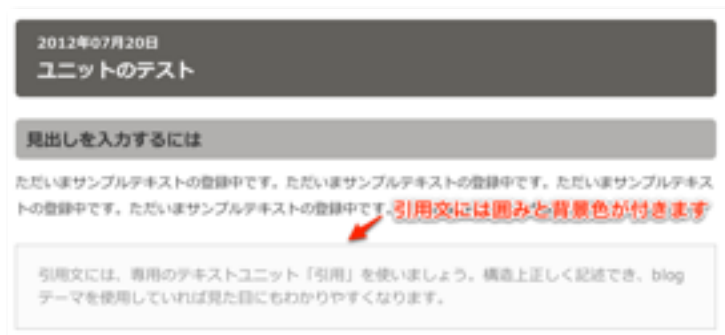 2012年07月20日
ユニットのテスト
見出しを入力するには
ただいまサンプルテキストの登録中です。ただいまサンプルテキストの登録中です。ただいまサンプルテキス
トの登録中です。ただいまサンプルテキストの登録中です。
引用文には囲みと背景色が付きます
引用文には、専用のテキストユニット「引用」を使いましょう。構造上正しく記述でき、blog
テーマを使用していれば見た目にもわかりやすくなります。